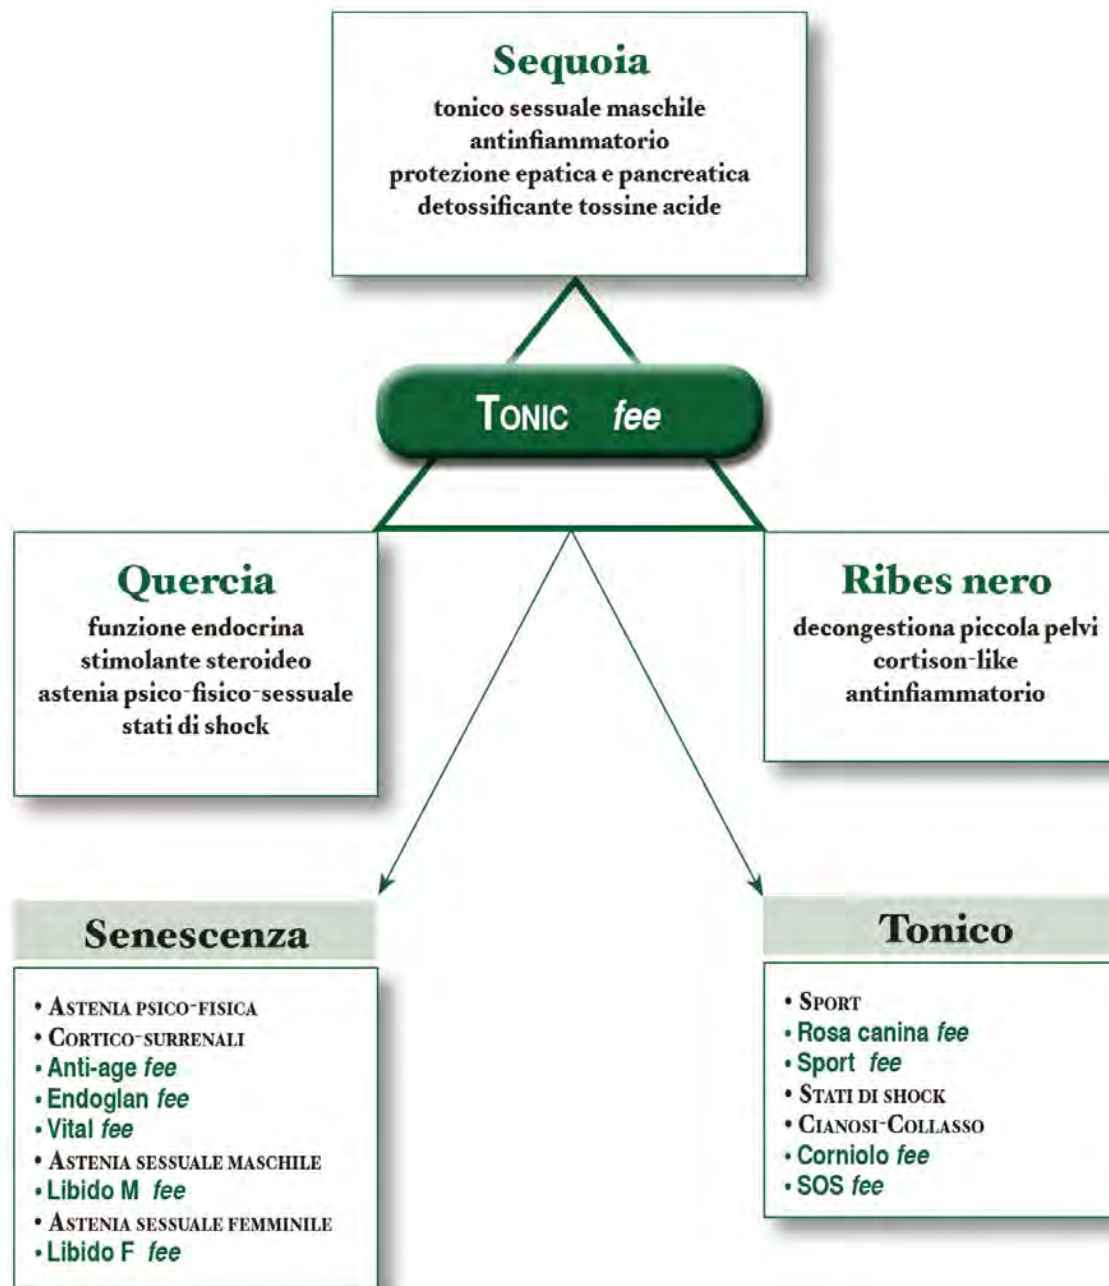 Sequoia
tonico sessuale maschile
antinfiammatorio
protezione epatica e pancreatica
detossificante tossine acide
TONIC fee
Quercia
funzione endocrina
stimolante steroideo
astenia psico-fisico-sessuale
stati di shock
Ribes nero
decongestiona piccola pelvi
cortison-like
antinfiammatorio
Senescenza
• ASTENIA PSICO-FISICA
• CORTICO-SURRENALI
• Anti-age fee
• Endoglan fee
• Vital fee
• ASTENIA SESSUALE MASCHILE
• Libido M fee
• ASTENIA SESSUALE FEMMINILE
• Libido F fee
Tonico
• SPORT
• Rosa canina fee
• Sport fee
• STATI DI SHOCK
• CIANOSI-COLLASSO
• Corniolo fee
• SOS fee